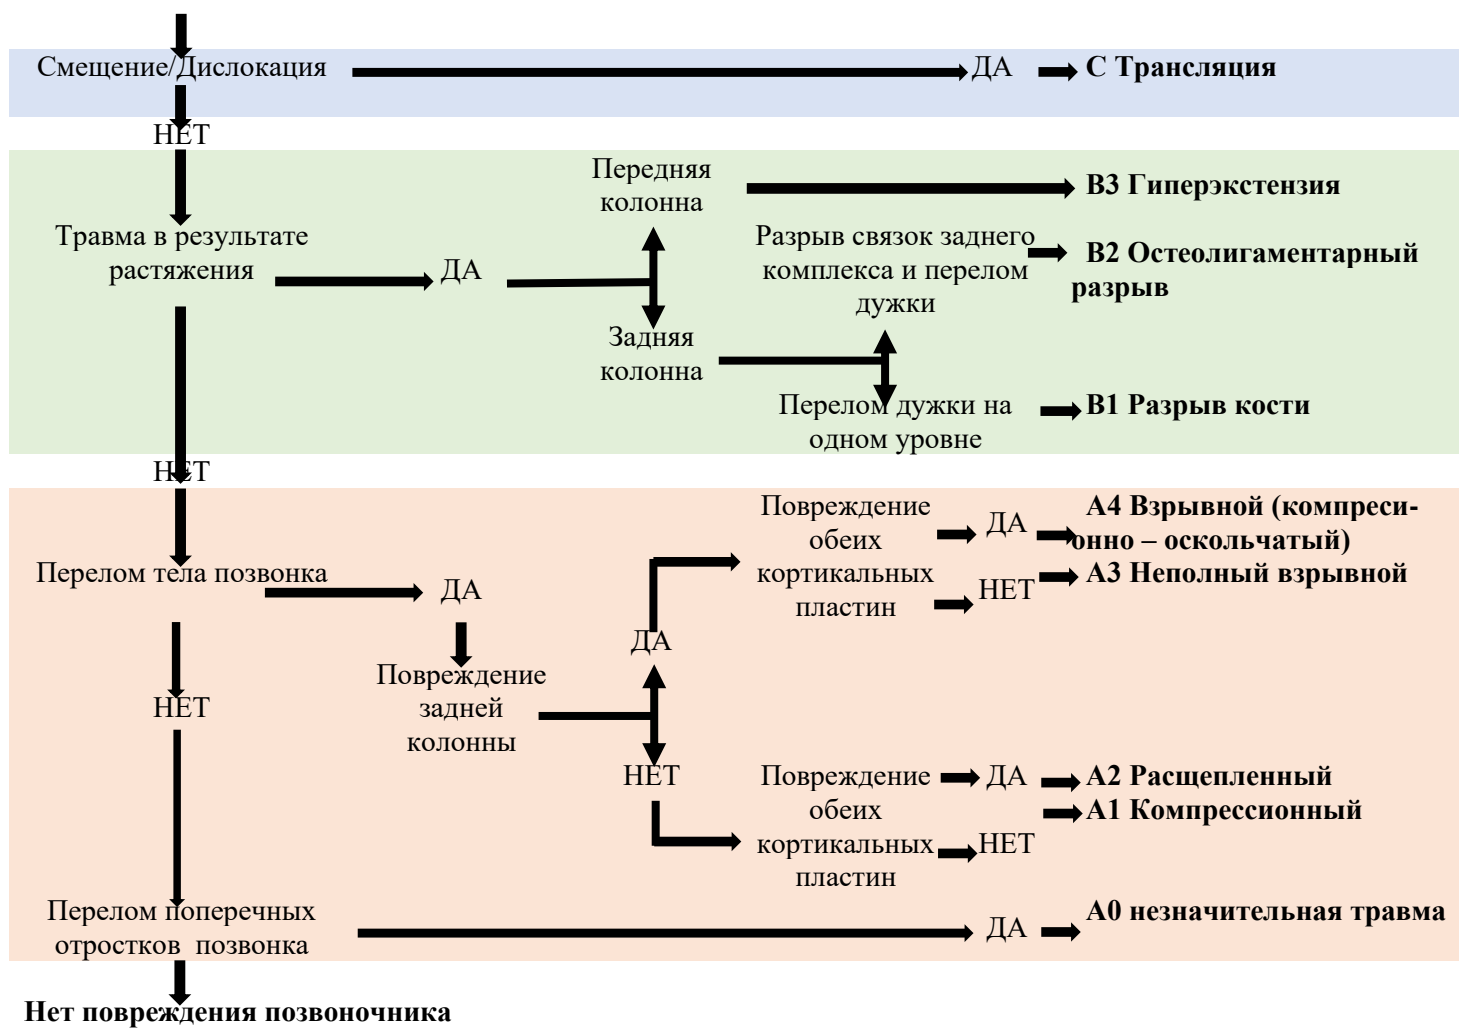 Смещение/Дислокация
ДА
С Трансляция
НЕТ
Передняя
колонна
В3 Гиперэкстензия
Травма в результате
растяжения
ДА
Разрыв связок заднего
комплекса и перелом
дужки
В2 Остеолигаментарный
разрыв
Задняя
колонна
Перелом дужки на
одном уровне
В1 Разрыв кости
НЕТ
Перелом тела позвонка
ДА
Повреждение
обеих
кортикальных
пластин
ДА
А4 Взрывной (компреси-
онно – оскольчатый)
НЕТ
А3 Неполный взрывной
ДА
Повреждение
задней
колонны
НЕТ
НЕТ
Повреждение
обеих
кортикальных
пластин
ДА
А2 Расщепленный
А1 Компрессионный
НЕТ
Перелом поперечных
отростков позвонка
ДА
А0 незначительная травма
Нет повреждения позвоночника